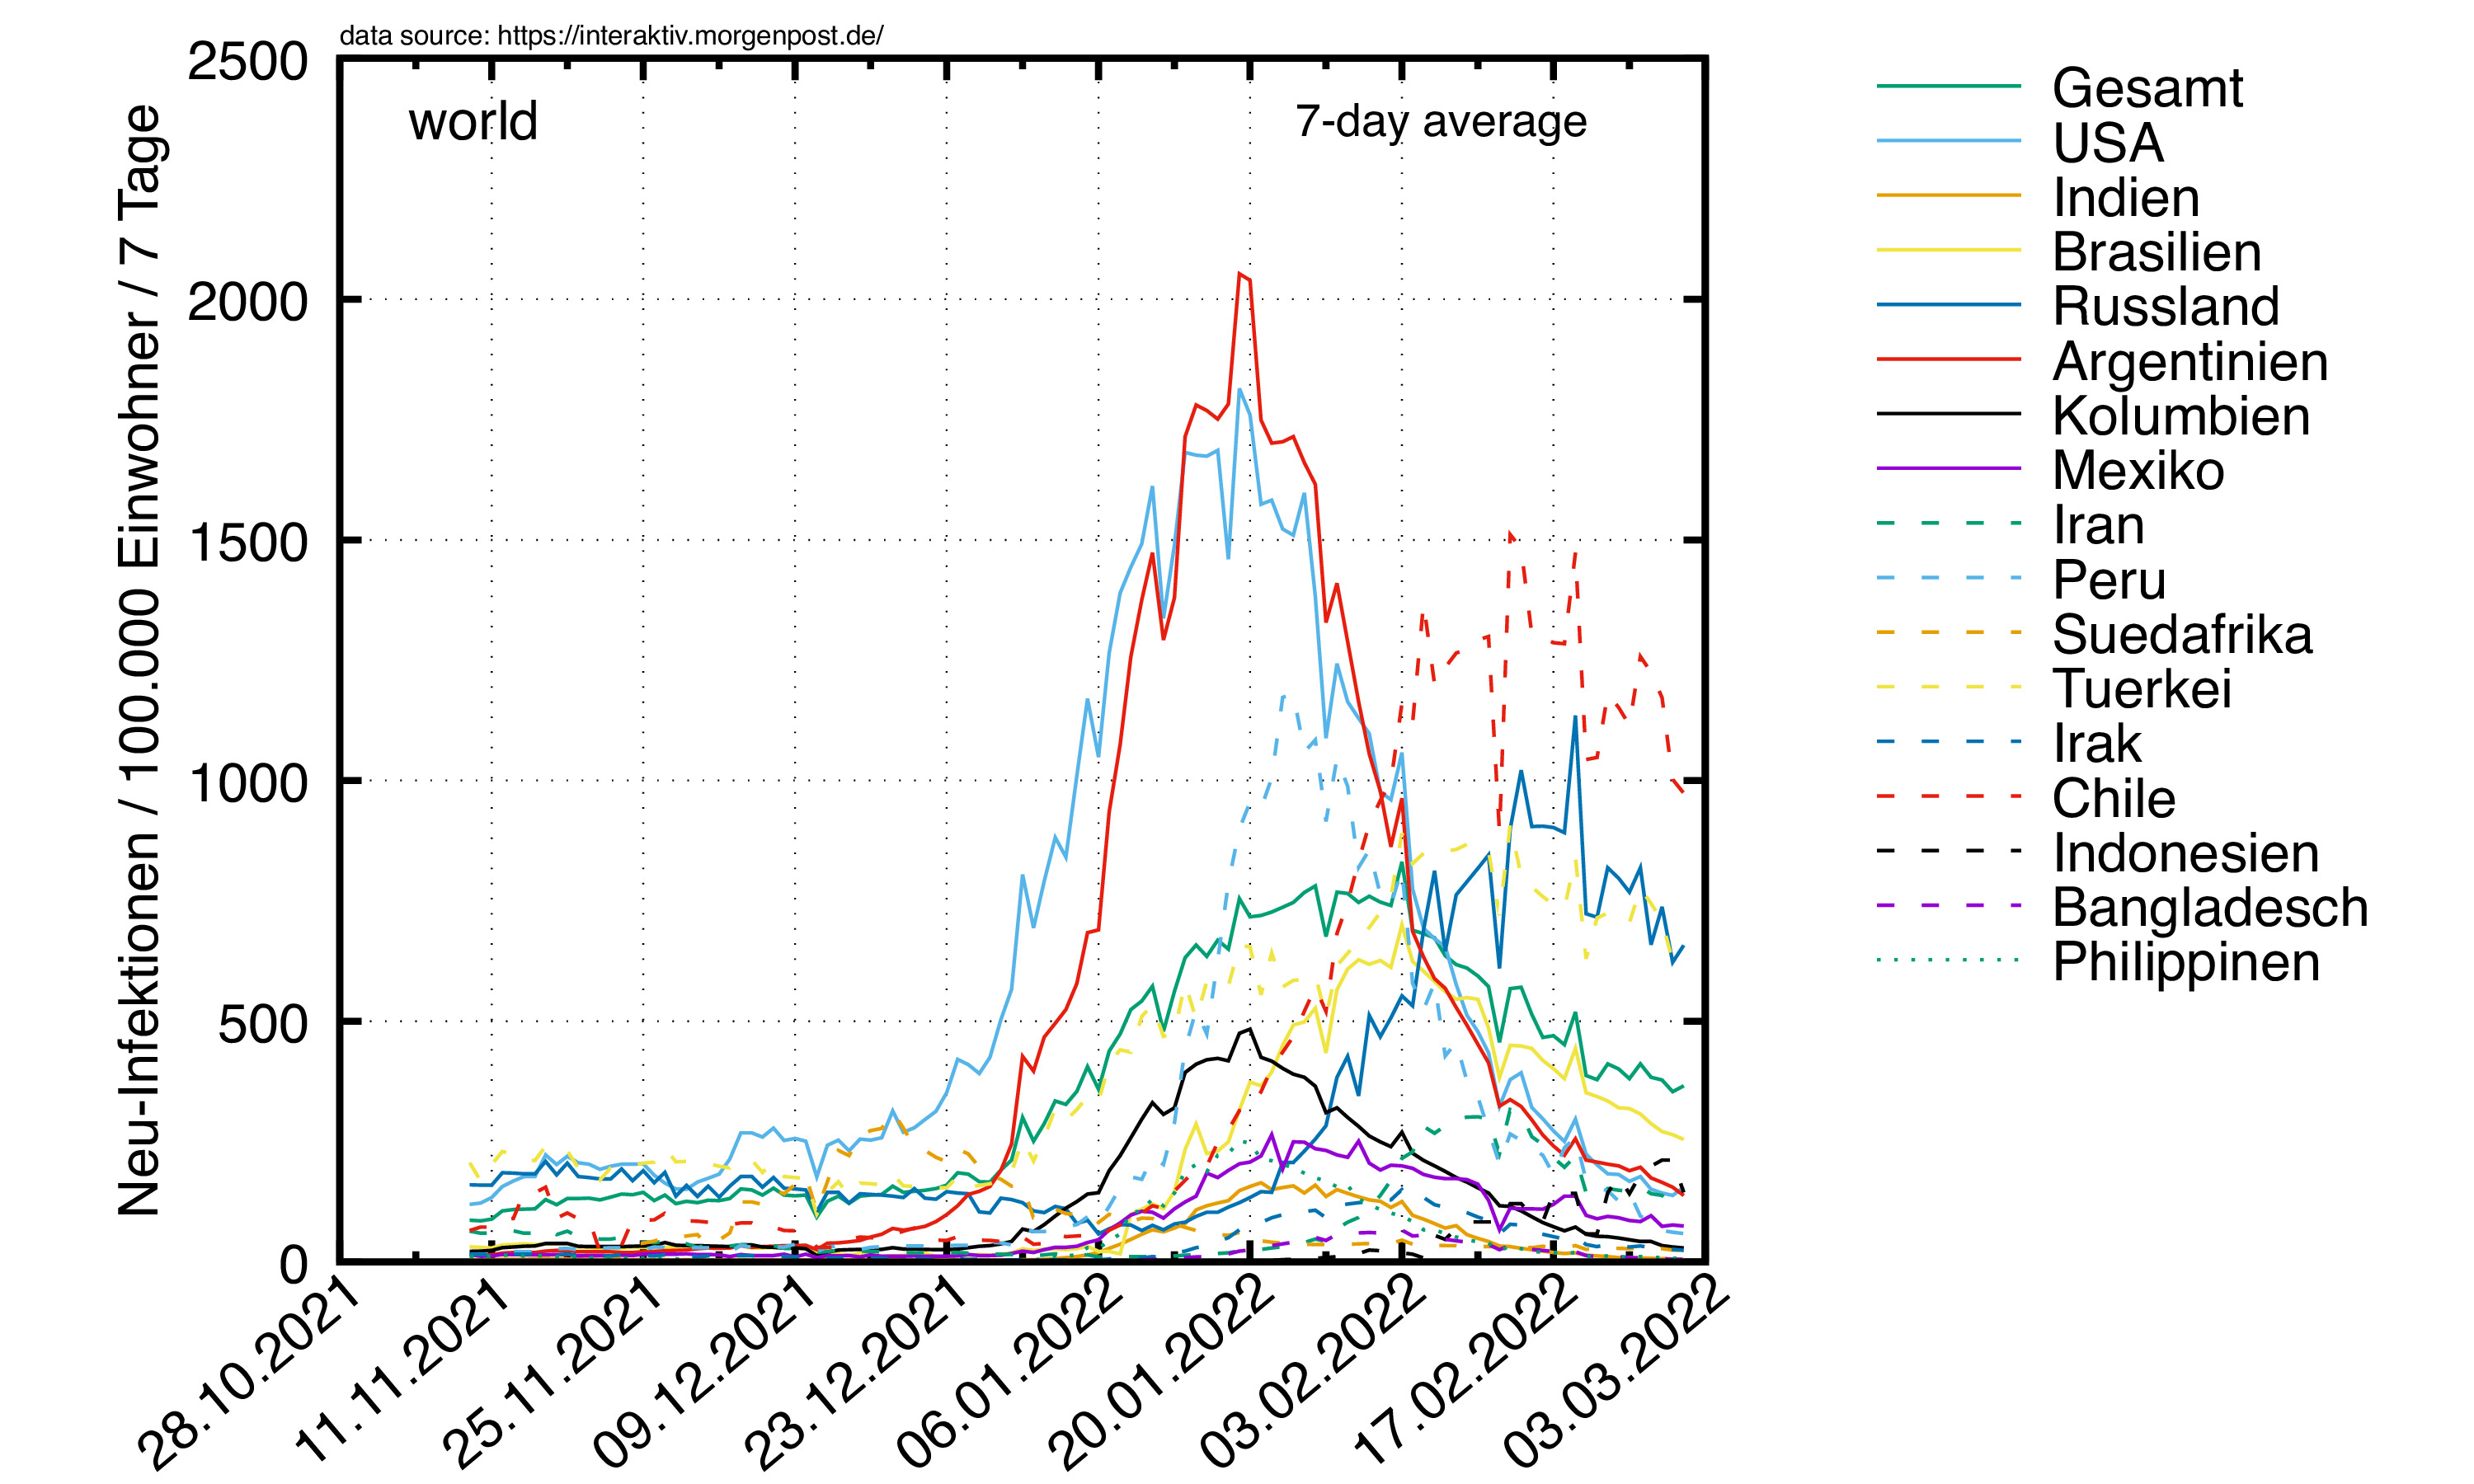 data source: https://interaktiv.morgenpost.de/
world
7-day average
Neu-Infektionen / 100.000 Einwohner / 7 Tage
2500
2000
1500
1000
500
0
28.10.2021
11.11.2021
25.11.2021
09.12.2021
23.12.2021
06.01.2022
20.01.2022
03.02.2022
17.02.2022
03.03.2022
Gesamt
USA
Indien
Brasilien
Russland
Argentinien
Kolumbien
Mexiko
Iran
Peru
Suedafrika
Tuerkei
Irak
Chile
Indonesien
Bangladesch
Philippinen